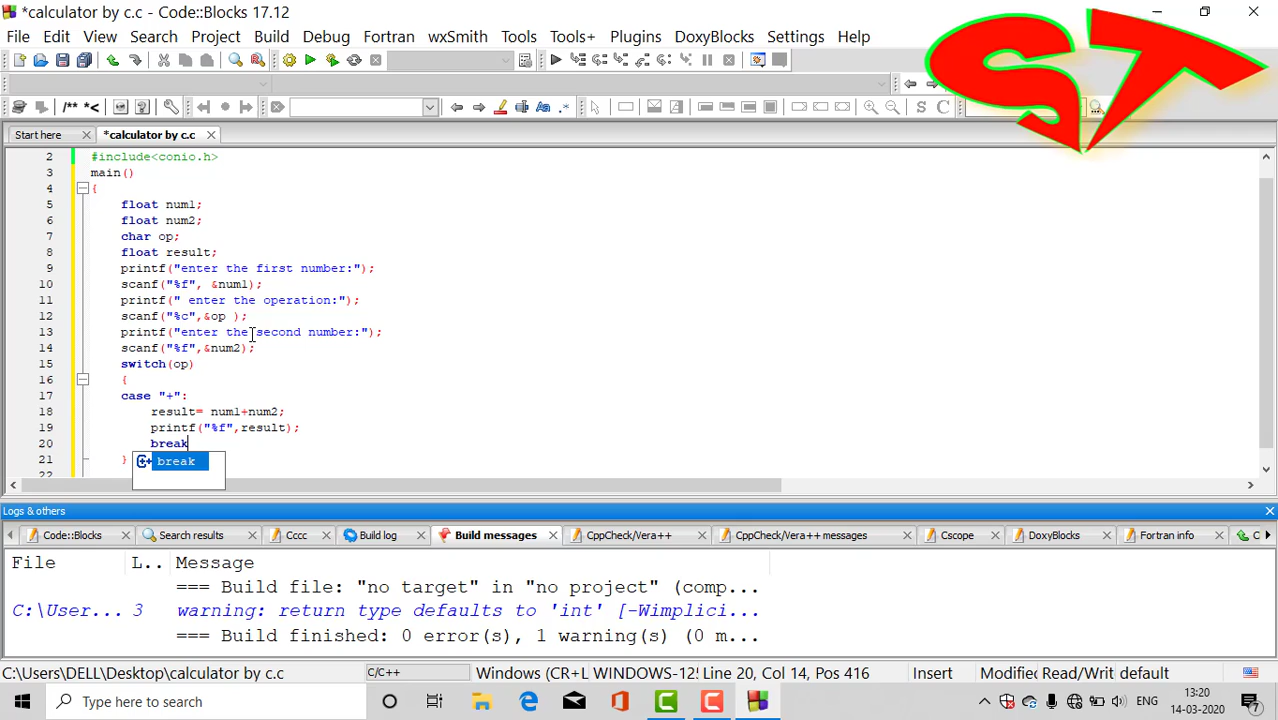 *calculator by c.c - Code::Blocks 17.12
File Edit View Search Project Build Debug Fortran wxSmith Tools Tools+ Plugins DoxyBlocks Settings Help
/** *<
S C
Start here *calculator by c.c
ST
2 #include<conio.h>
3 main()
4 {
5 float num1;
6 float num2;
7 char op;
8 float result;
9 printf("enter the first number:");
10 scanf("%f", &num1);
11 printf(" enter the operation:");
12 scanf("%c",&op );
13 printf("enter the second number:");
14 scanf("%f",&num2);
15 switch(op)
16 {
17 case "+":
18 result= num1+num2;
19 printf("%f",result);
20 break
21 }
break
22
Logs & others
Code::Blocks Search results Cccc Build log Build messages CppCheck/Vera++ CppCheck/Vera++ messages Cscope DoxyBlocks Fortran info C
File L.. Message
=== Build file: "no target" in "no project" (comp...
C:\User... 3 warning: return type defaults to 'int' [-Wimplici...
=== Build finished: 0 error(s), 1 warning(s) (0 m...
C:\Users\DELL\Desktop\calculator by c.c C/C++ Windows (CR+L WINDOWS-125 Line 20, Col 14, Pos 416 Insert Modified Read/Writ default
Type here to search
ENG
13:20
14-03-2020
7